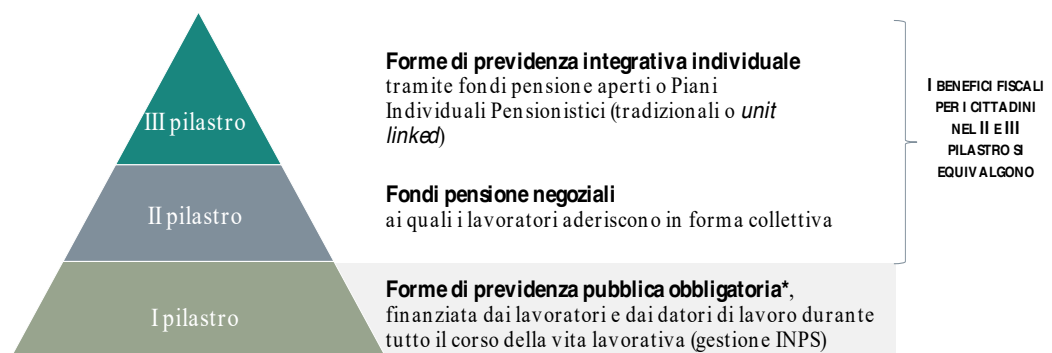 III pilastro
Forme di previdenza integrativa individuale
tramite fondi pensione aperti o Piani
Individuali Pensionistici (tradizionali o unit
linked)
II pilastro
Fondi pensione negoziali
ai quali i lavoratori aderiscono in forma collettiva
I pilastro
Forme di previdenza pubblica obbligatoria*,
finanziata dai lavoratori e dai datori di lavoro durante
tutto il corso della vita lavorativa (gestione INPS)
I BENEFICI FISCALI
PER I CITTADINI
NEL II E III
PILASTRO SI
EQUIVALGONO